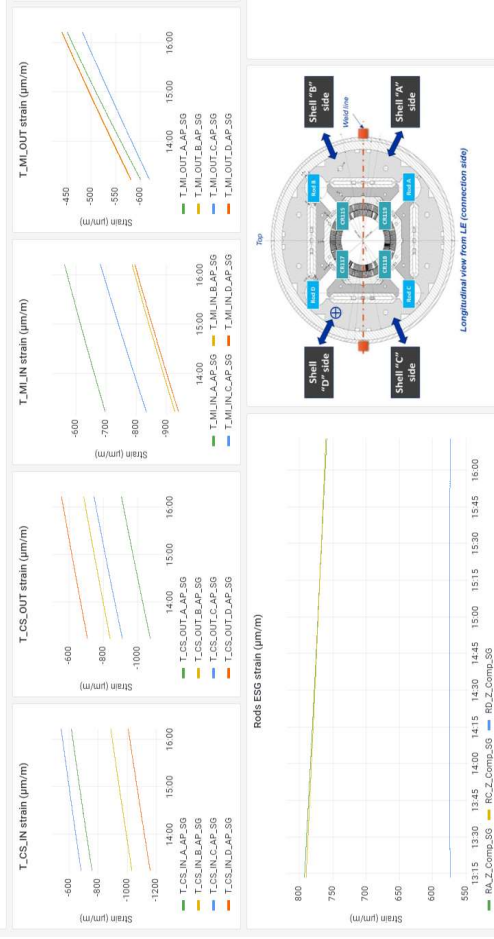 T_CS_IN strain (µm/m)
Strain (µm/m)
-600
-800
-1000
-1200
14:00 15:00 16:00
T_CS_IN_A_AP_SG
T_CS_IN_B_AP_SG
T_CS_IN_C_AP_SG
T_CS_IN_D_AP_SG
T_CS_OUT strain (µm/m)
Strain (µm/m)
-600
-800
-1000
14:00 15:00 16:00
T_CS_OUT_A_AP_SG
T_CS_OUT_B_AP_SG
T_CS_OUT_C_AP_SG
T_CS_OUT_D_AP_SG
T_MI_IN strain (µm/m)
Strain (µm/m)
-600
-700
-800
-900
14:00 15:00 16:00
T_MI_IN_A_AP_SG T_MI_IN_B_AP_SG
T_MI_IN_C_AP_SG T_MI_IN_D_AP_SG
T_MI_OUT strain (µm/m)
Strain (µm/m)
-450
-500
-550
-600
14:00 15:00 16:00
T_MI_OUT_A_AP_SG
T_MI_OUT_B_AP_SG
T_MI_OUT_C_AP_SG
T_MI_OUT_D_AP_SG
Rods ESG strain (µm/m)
Strain (µm/m)
800
750
700
650
600
550
13:15 13:30 13:45 14:00 14:15 14:30 14:45 15:00 15:15 15:30 15:45 16:00
RA_Z_Comp_SG RC_Z_Comp_SG RD_Z_Comp_SG
Top
Shell "D" side
Shell "B" side
Weld line
Rod D
Rod B
CR117
CR115
CR118
CR119
Rod C
Rod A
Shell "C" side
Shell "A" side
Longitudinal view from LE (connection side)